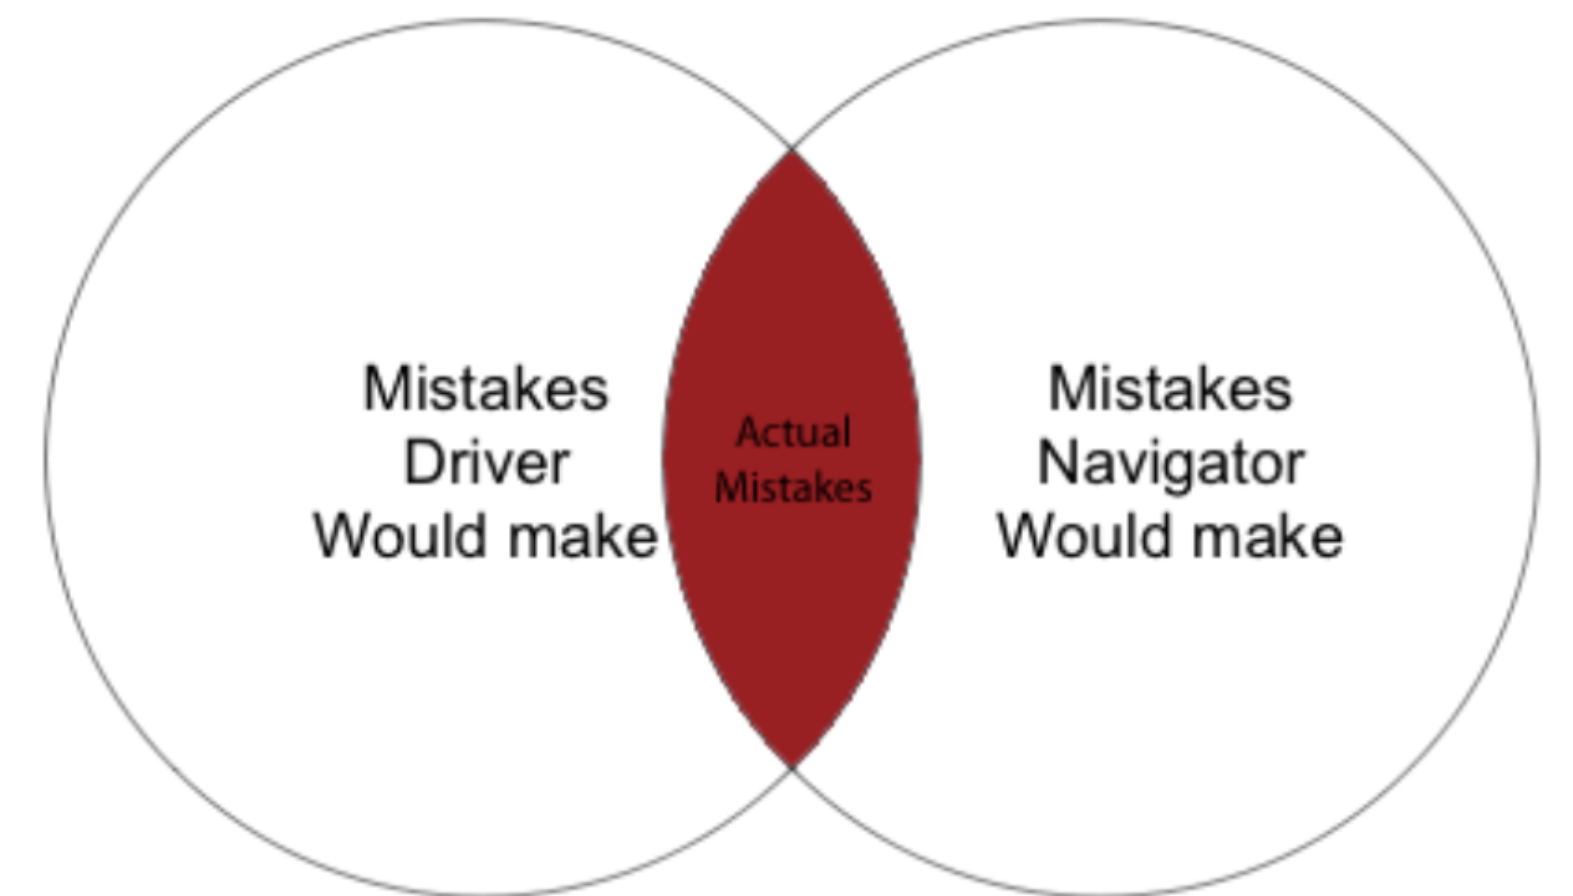 Mistakes
Driver
Would make
Actual
Mistakes
Mistakes
Navigator
Would make